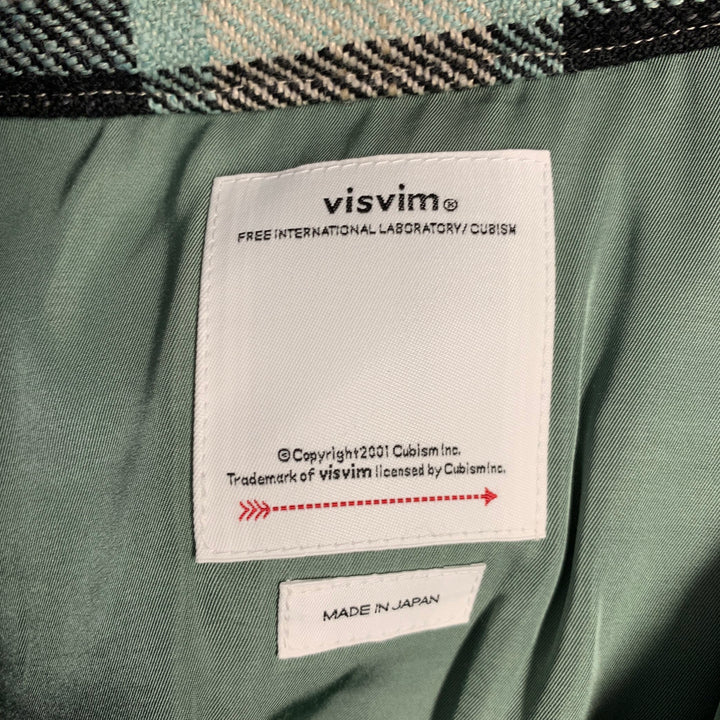 visvim®
FREE INTERNATIONAL LABORATORY/CUBISM
©Copyright2001 Cubism Inc.
Trademark of visvim licensed by Cubism Inc.
MADE IN JAPAN